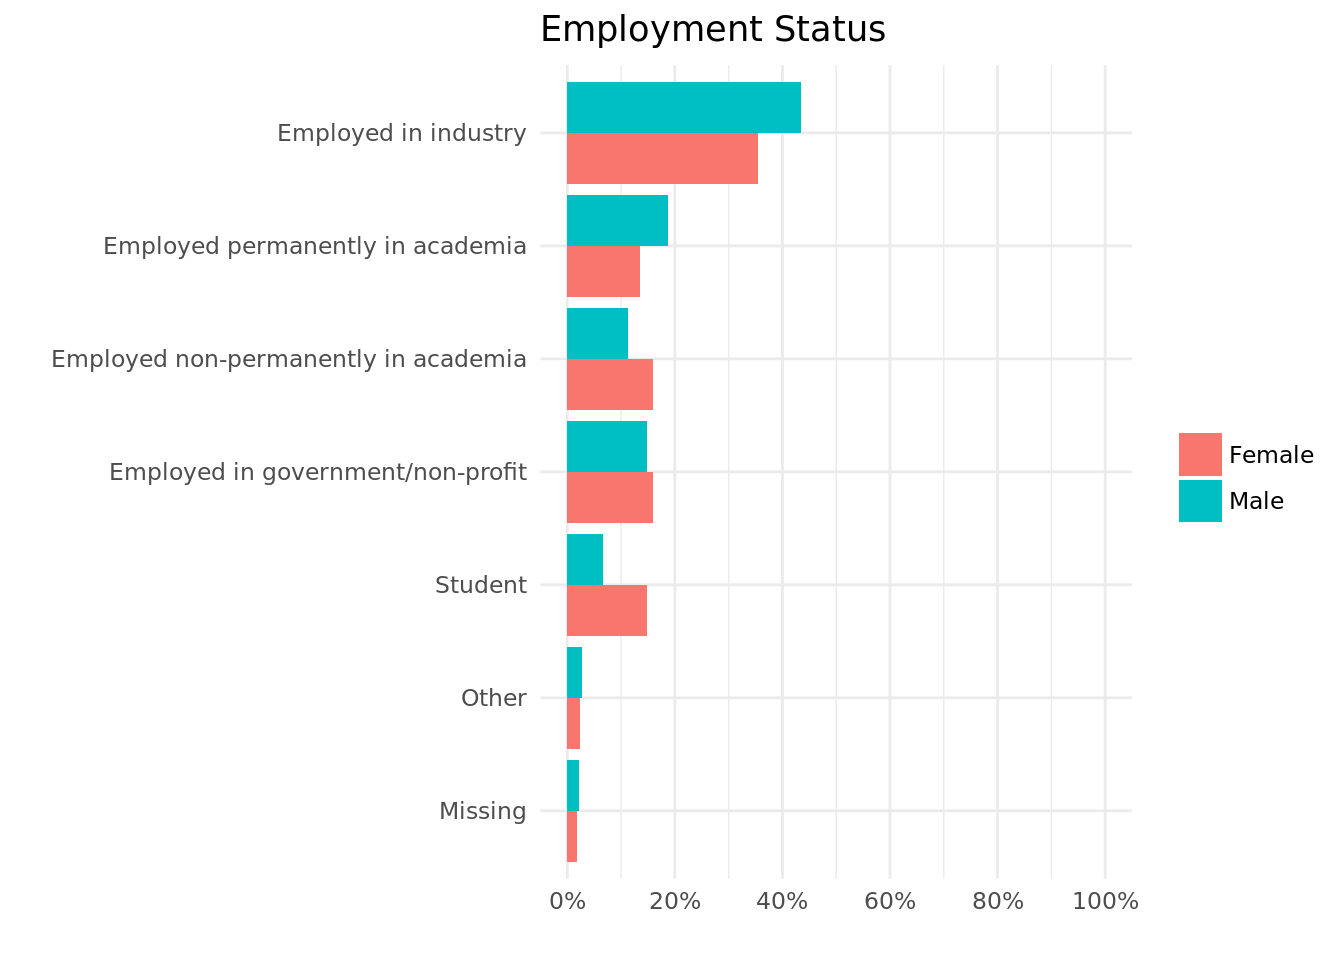 Employment Status
Employed in industry
Employed permanently in academia
Employed non-permanently in academia
Employed in government/non-profit
Student
Other
Missing
0% 20% 40% 60% 80% 100%
Female
Male